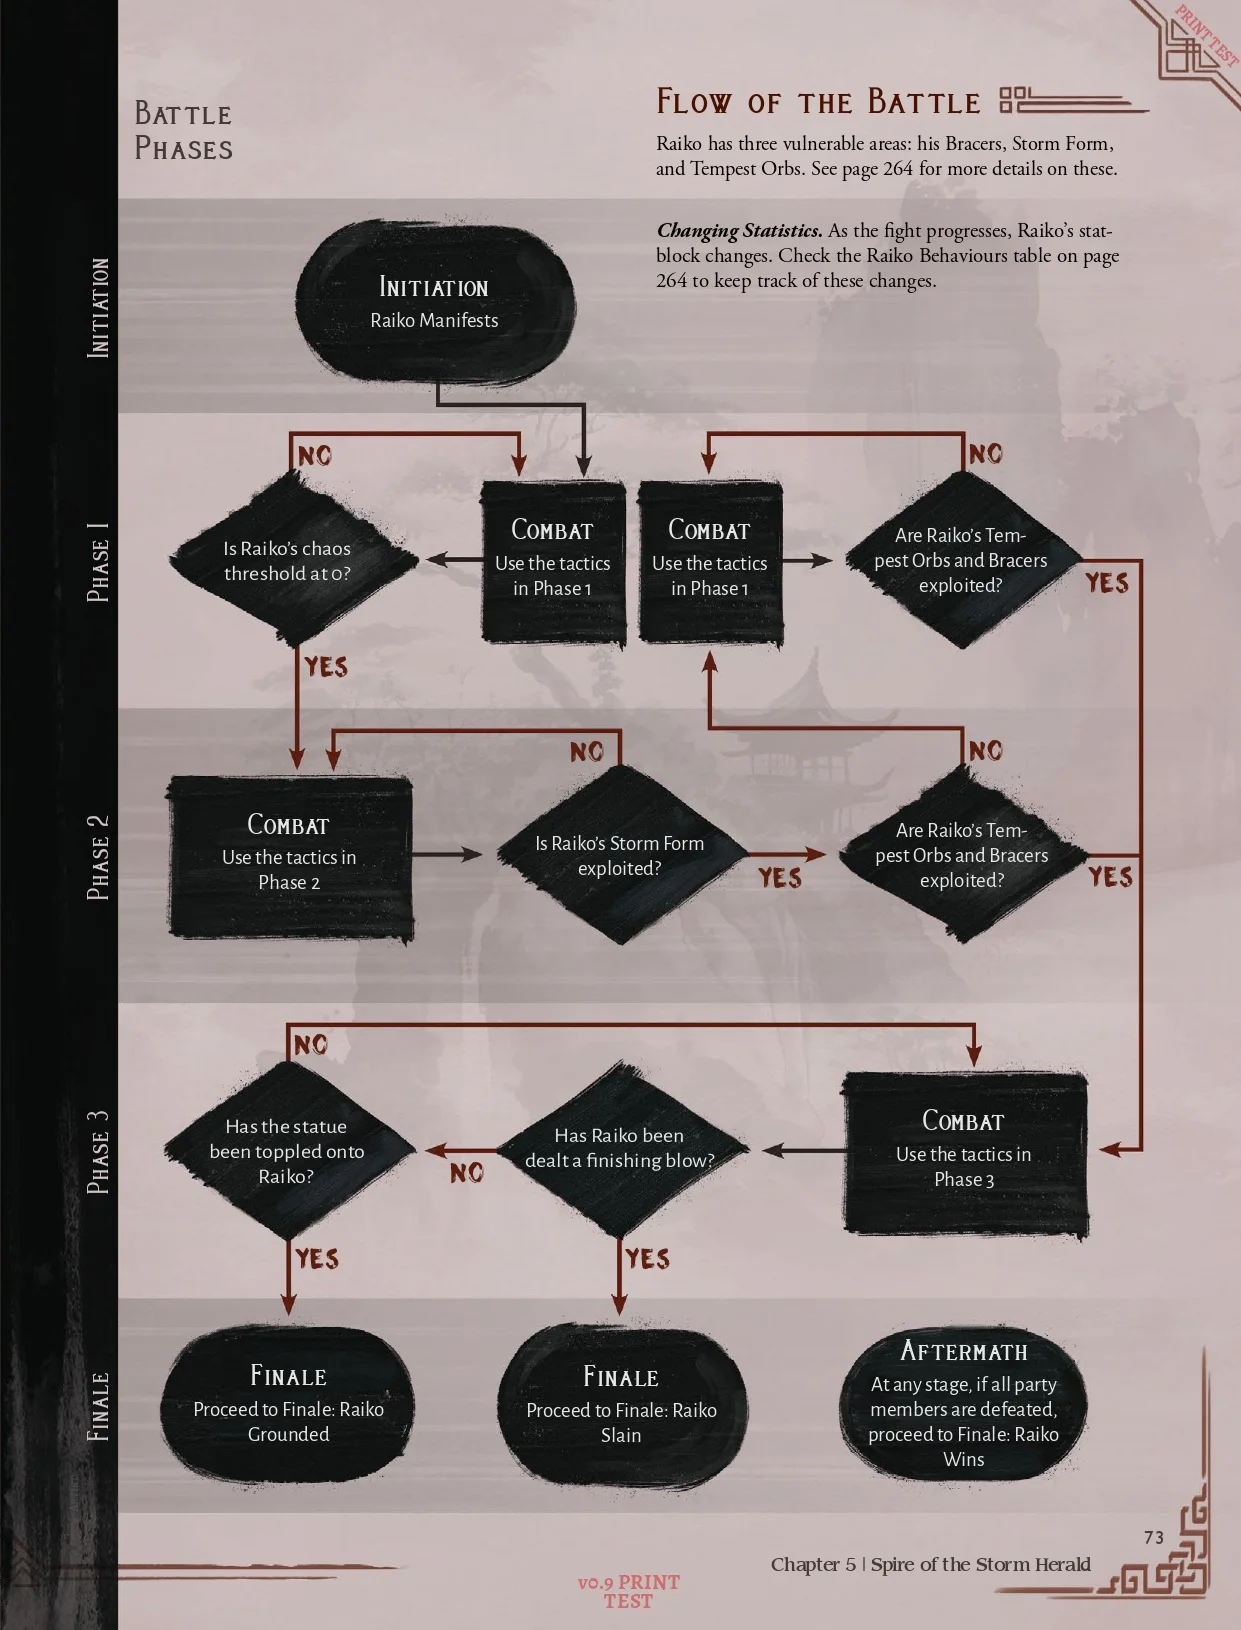 PRINT TEST
Battle
Phases
Flow of the Battle
Raiko has three vulnerable areas: his Bracers, Storm Form,
and Tempest Orbs. See page 264 for more details on these.
Changing Statistics. As the fight progresses, Raiko's stat-
block changes. Check the Raiko Behaviours table on page
264 to keep track of these changes.
Initiation
Initiation
Raiko Manifests
Phase 1
NO
Is Raiko's chaos
threshold at 0?
YES
Combat
Use the tactics
in Phase 1
Combat
Use the tactics
in Phase 1
NO
Are Raiko's Tem-
pest Orbs and Bracers
exploited?
YES
Phase 2
Combat
Use the tactics in
Phase 2
NO
Is Raiko's Storm Form
exploited?
YES
NO
Are Raiko's Tem-
pest Orbs and Bracers
exploited?
YES
Phase 3
NO
Has the statue
been toppled onto
Raiko?
YES
NO
Has Raiko been
dealt a finishing blow?
YES
Combat
Use the tactics in
Phase 3
Finale
Finale
Proceed to Finale: Raiko
Grounded
Finale
Proceed to Finale: Raiko
Slain
Aftermath
At any stage, if all party
members are defeated,
proceed to Finale: Raiko
Wins
73
Chapter 5 | Spire of the Storm Herald
v0.9 PRINT
TEST